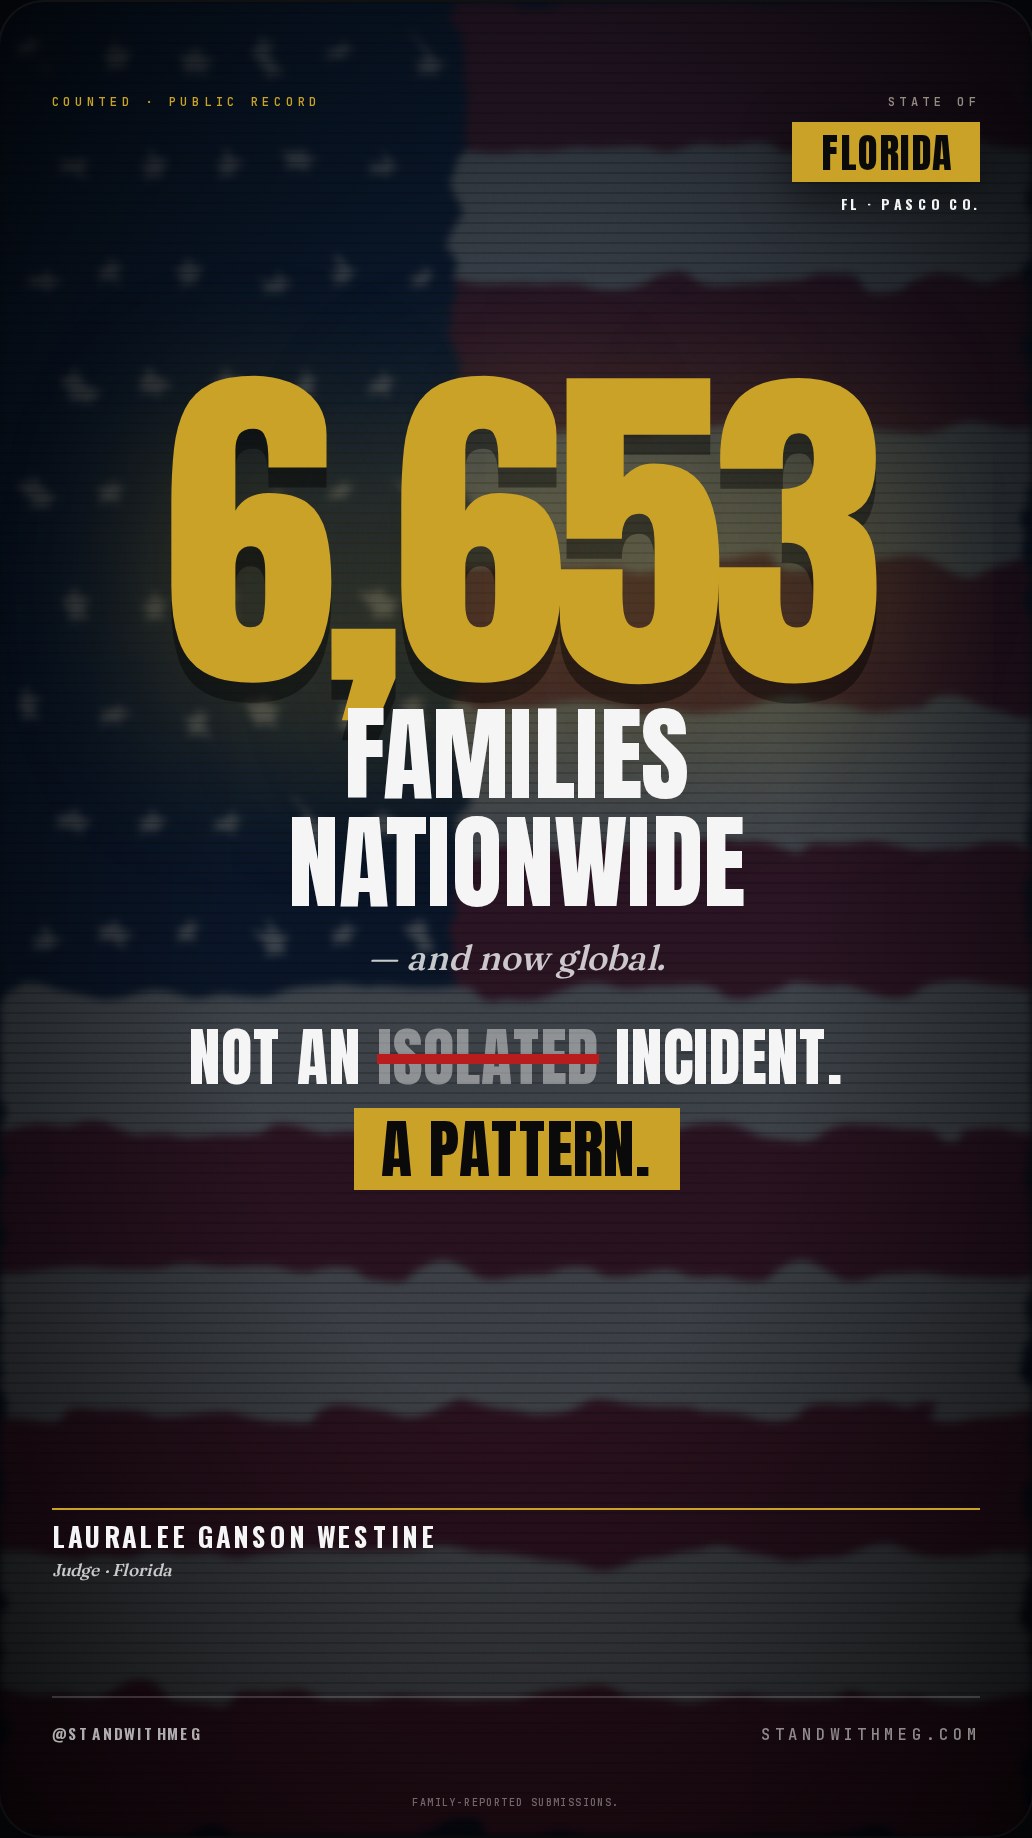 COUNTED · PUBLIC RECORD
STATE OF
FLORIDA
FL · PASCO CO.
6,653
FAMILIES
NATIONWIDE
— and now global.
NOT AN ISOLATED INCIDENT.
A PATTERN.
LAURALEE GANSON WESTINE
Judge · Florida
@STANDWITHMEG
STANDWITHMEG.COM
FAMILY-REPORTED SUBMISSIONS.